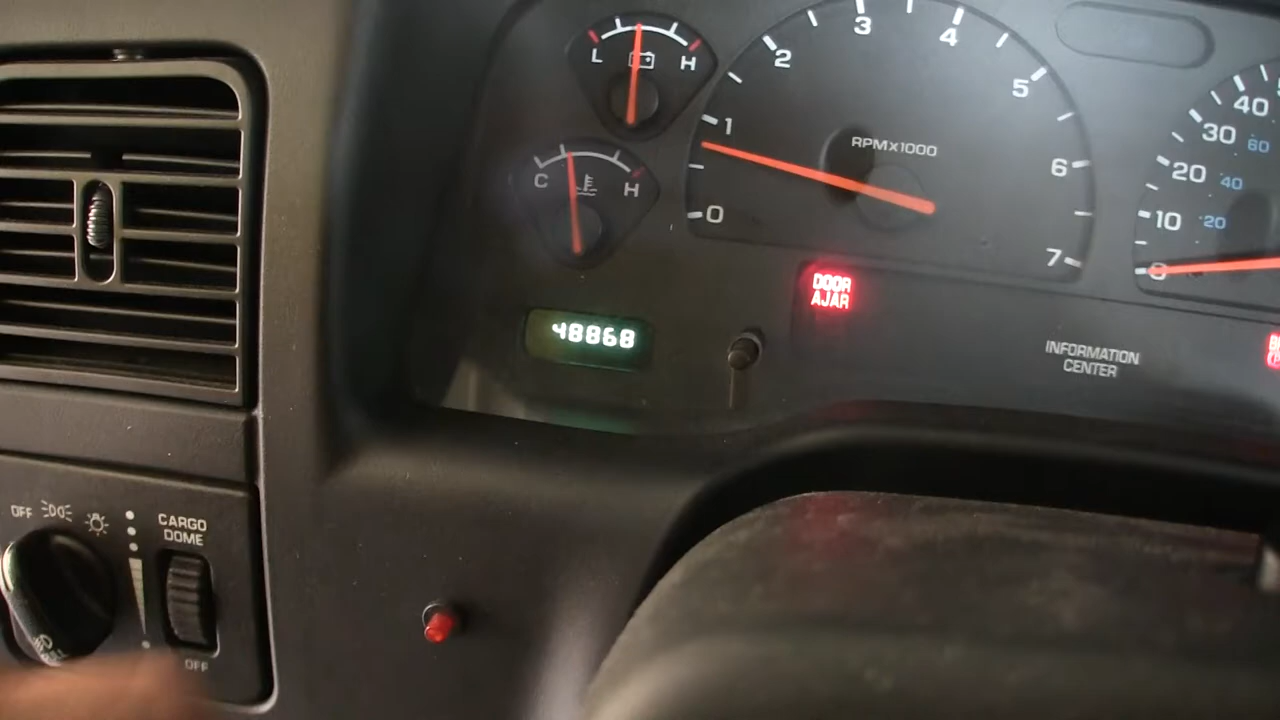 L H
C H
0 1 2 3 4 5 6 7
RPMX1000
0 10 20 30 40
20 40 60
DOOR
AJAR
48868
INFORMATION
CENTER
OFF
CARGO
DOME
OFF